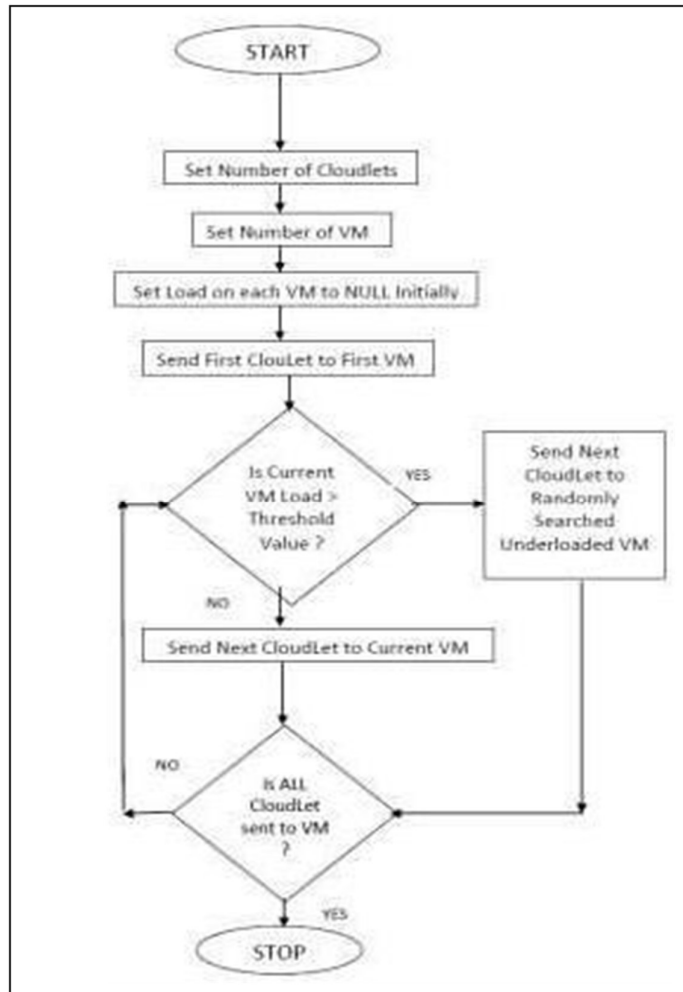 START
Set Number of Cloudlets
Set Number of VM
Set Load on each VM to NULL Initially
Send First ClouLet to First VM
Is Current
VM Load >
Threshold
Value ?
YES
Send Next
CloudLet to
Randomly
Searched
Underloaded VM
NO
Send Next CloudLet to Current VM
NO
Is ALL
CloudLet
sent to VM
?
YES
STOP